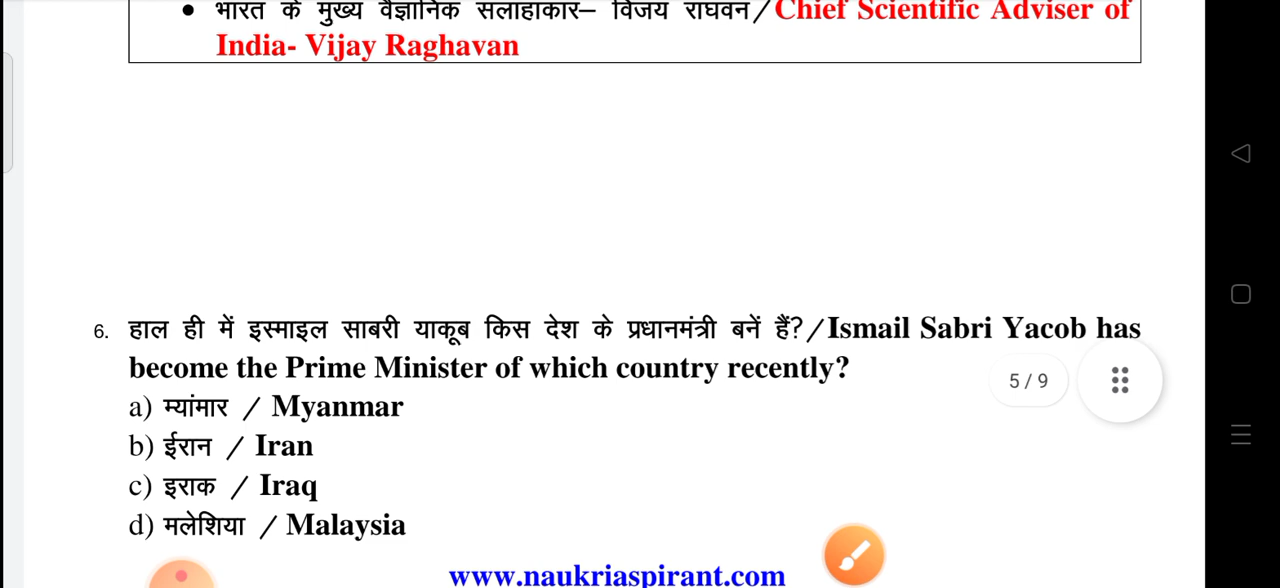 • भारत के मुख्य वैज्ञानिक सलाहाकार– विजय राघवन/Chief Scientific Adviser of
India- Vijay Raghavan
6. हाल ही में इस्माइल साबरी याकूब किस देश के प्रधानमंत्री बनें हैं?/Ismail Sabri Yacob has
become the Prime Minister of which country recently?
5 / 9
a) म्यांमार / Myanmar
b) ईरान / Iran
c) इराक / Iraq
d) मलेशिया / Malaysia
www.naukriaspirant.com